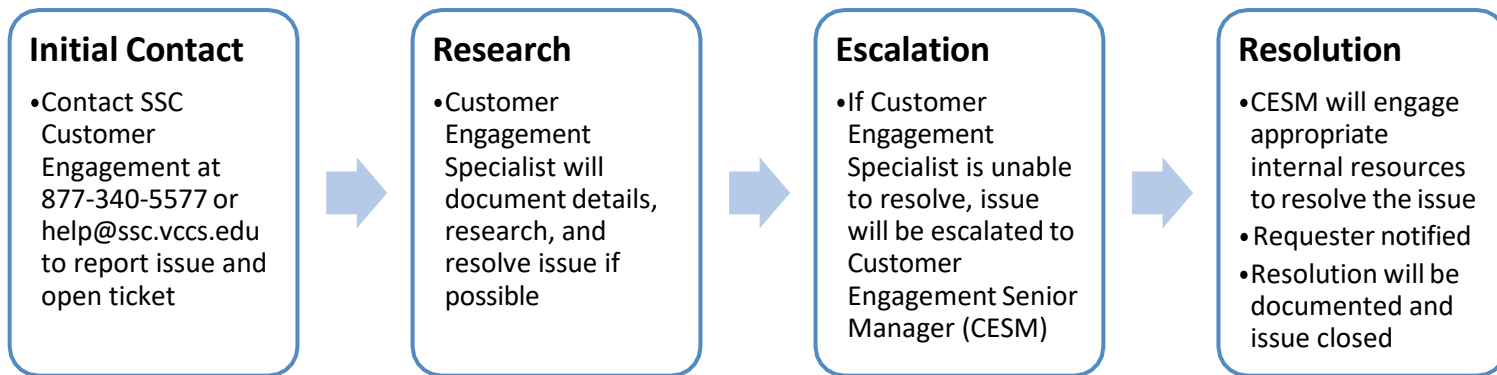 Initial Contact
•Contact SSC
Customer
Engagement at
877-340-5577 or
help@ssc.vccs.edu
to report issue and
open ticket
Research
•Customer
Engagement
Specialist will
document details,
research, and
resolve issue if
possible
Escalation
•If Customer
Engagement
Specialist is unable
to resolve, issue
will be escalated to
Customer
Engagement Senior
Manager (CESM)
Resolution
•CESM will engage
appropriate
internal resources
to resolve the issue
•Requester notified
•Resolution will be
documented and
issue closed